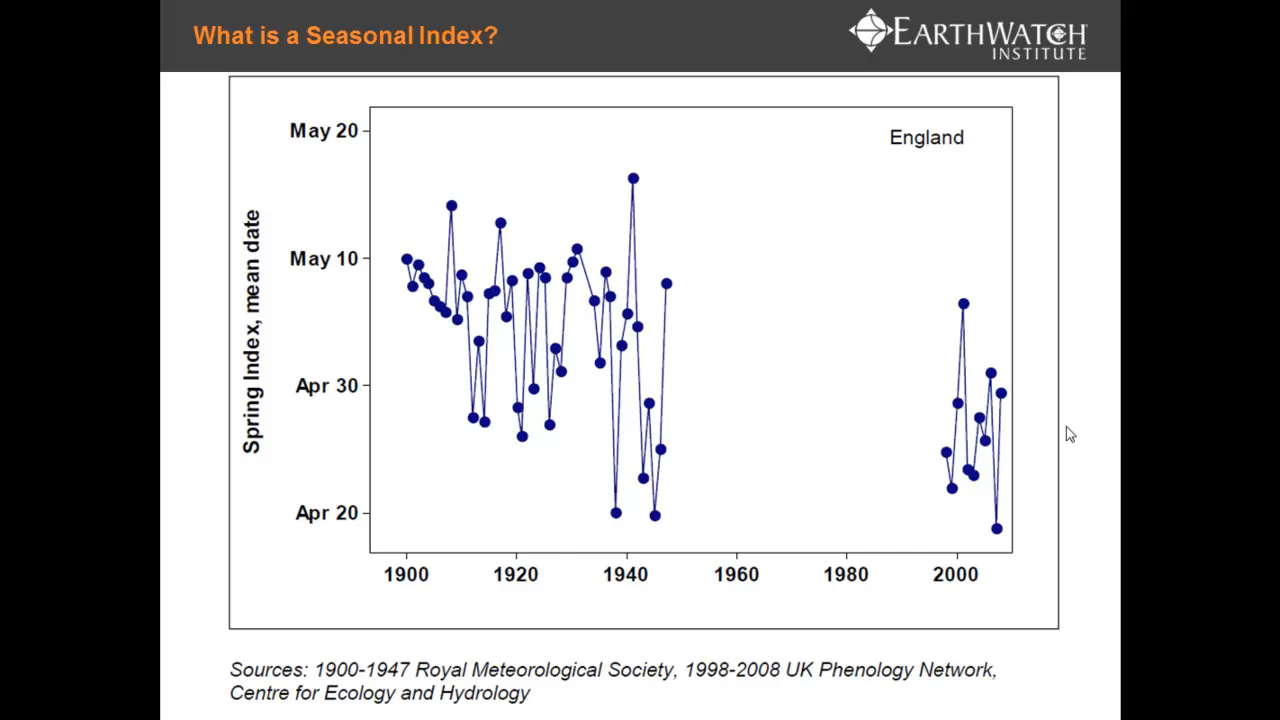 What is a Seasonal Index?
EARTHWATCH
INSTITUTE
England
Spring Index, mean date
May 20
May 10
Apr 30
Apr 20
1900 1920 1940 1960 1980 2000
Sources: 1900-1947 Royal Meteorological Society, 1998-2008 UK Phenology Network,
Centre for Ecology and Hydrology